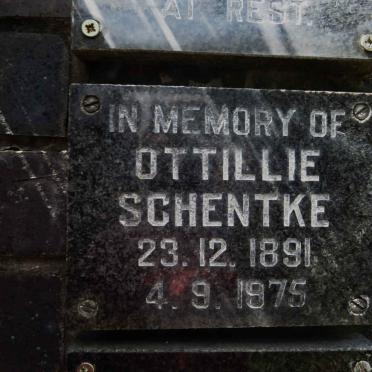 AT REST.
IN MEMORY OF
OTTILLIE
SCHENTKE
23. 12. 1891
4. 9. 1975